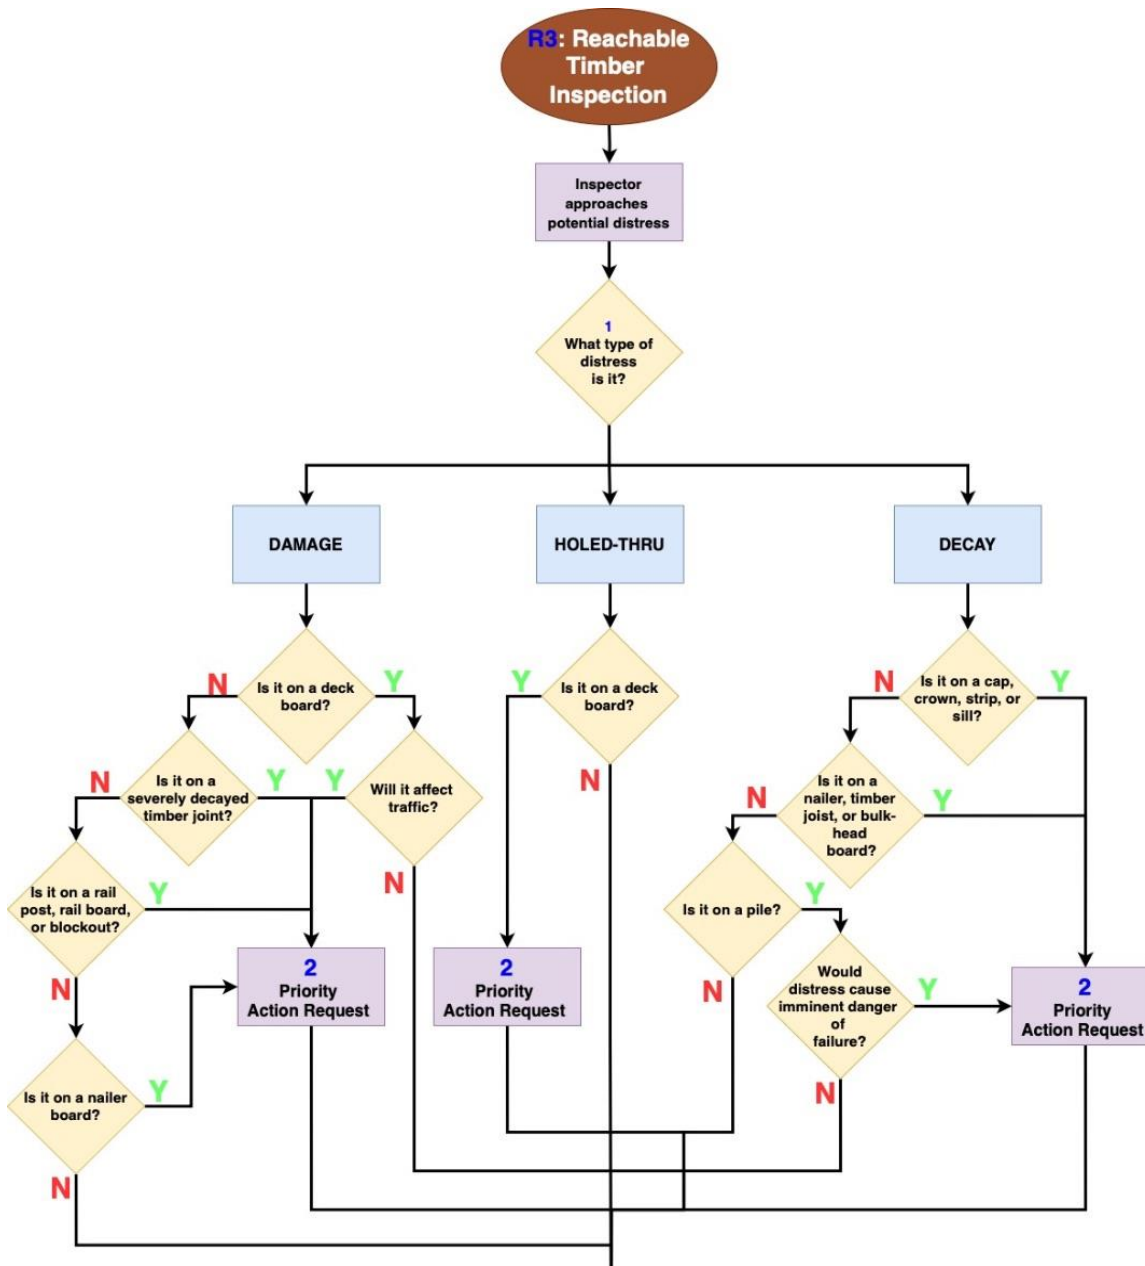 R3: Reachable
Timber
Inspection
Inspector
approaches
potential distress
1
What type of
distress
is it?
DAMAGE
HOLED-THRU
DECAY
N
Is it on a deck
board?
Y
Y
Is it on a deck
board?
N
N
Is it on a cap,
crown, strip, or
sill?
Y
N
Is it on a
severely decayed
timber joint?
Y
Y
Will it affect
traffic?
N
N
Is it on a
nailer, timber
joist, or bulk-
head
board?
Y
Is it on a rail
post, rail board,
or blockout?
Y
N
Is it on a pile?
Y
N
2
Priority
Action Request
2
Priority
Action Request
Would
distress cause
imminent danger
of
failure?
Y
N
2
Priority
Action Request
Is it on a nailer
board?
Y
N